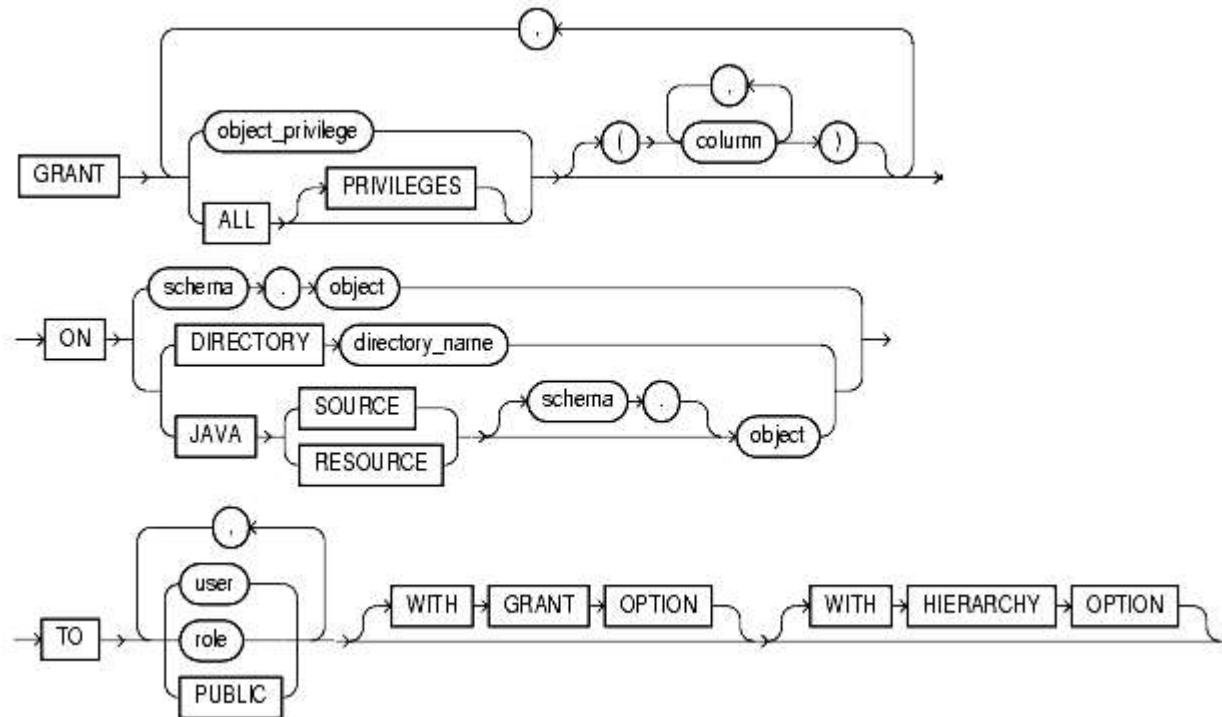 ,
,
object_privilege
( column )
GRANT
PRIVILEGES
ALL
schema . object
ON
DIRECTORY directory_name
SOURCE
schema .
JAVA
object
RESOURCE
,
user
WITH GRANT OPTION WITH HIERARCHY OPTION
TO role
PUBLIC